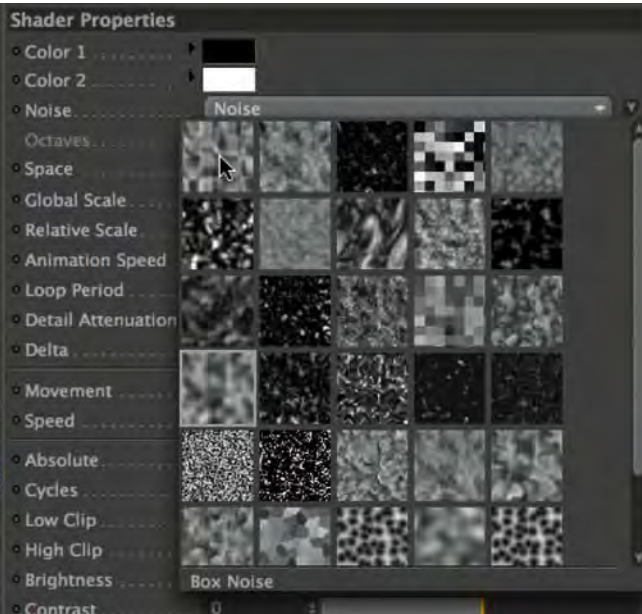 Shader Properties
Color 1
Color 2
Noise Noise
Octaves
Space
Global Scale
Relative Scale
Animation Speed
Loop Period
Detail Attenuation
Delta
Movement
Speed
Absolute
Cycles
Low Clip
High Clip
Brightness Box Noise
Contrast 0